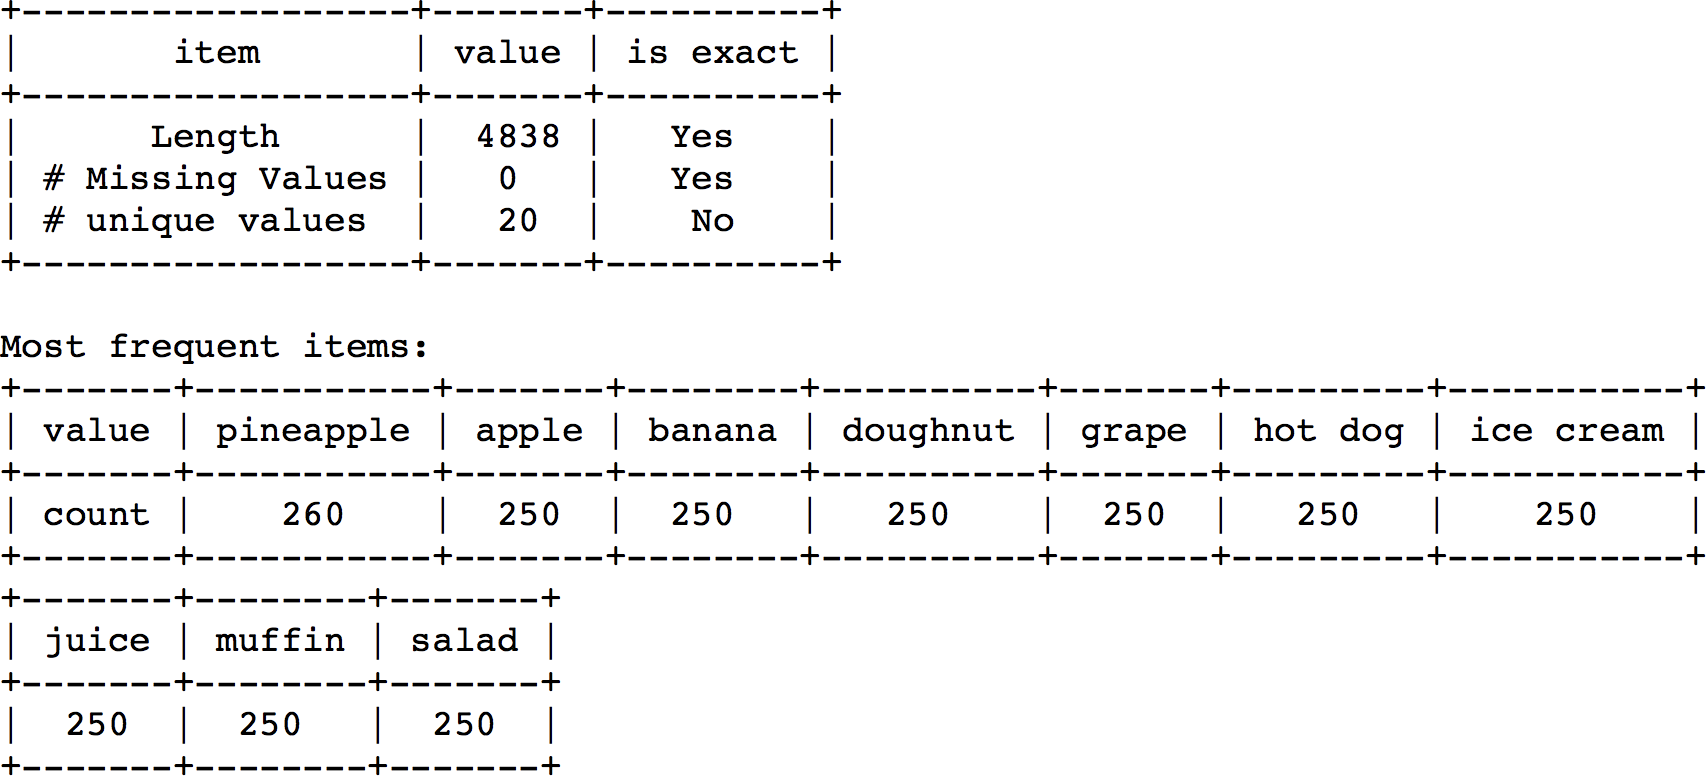 +------------------+-------+----------+
|       item       | value | is exact |
+------------------+-------+----------+
|      Length      |  4838 |   Yes    |
| # Missing Values |   0   |   Yes    |
| # unique values  |   20  |    No    |
+------------------+-------+----------+
Most frequent items:
+-------+-----------+-------+--------+----------+-------+---------+-----------+
| value | pineapple | apple | banana | doughnut | grape | hot dog | ice cream |
+-------+-----------+-------+--------+----------+-------+---------+-----------+
| count |    260    |  250  |  250   |   250    |  250  |   250   |    250    |
+-------+-----------+-------+--------+----------+-------+---------+-----------+
+-------+--------+-------+
| juice | muffin | salad |
+-------+--------+-------+
|  250  |  250   |  250  |
+-------+--------+-------+